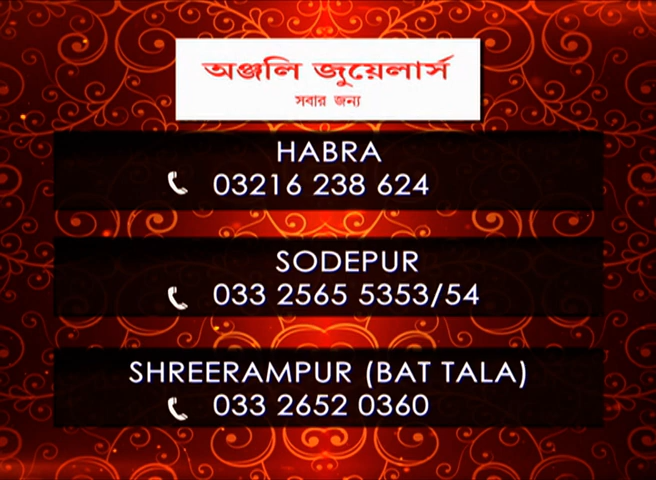 অঞ্জলি জুয়েলার্স
সবার জন্য
HABRA
03216 238 624
SODEPUR
033 2565 5353/54
SHREERAMPUR (BAT TALA)
033 2652 0360